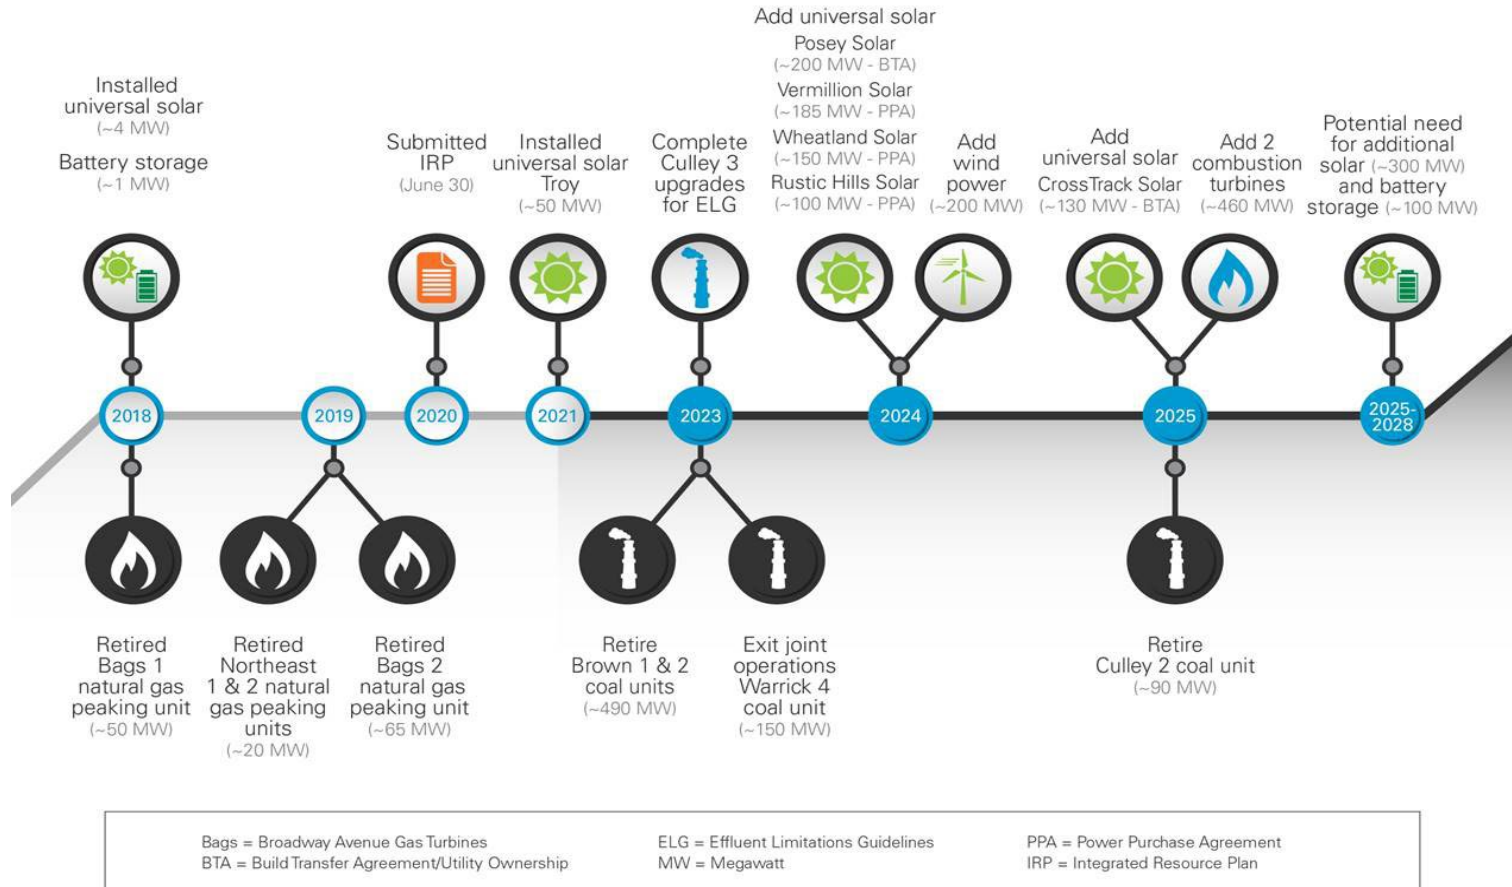 Installed
universal solar
(~4 MW)
Battery storage
(~1 MW)
Submitted
IRP
(June 30)
Installed
universal solar
Troy
(~50 MW)
Complete
Culley 3
upgrades
for ELG
Add universal solar
Posey Solar
(~200 MW - BTA)
Vermillion Solar
(~185 MW - PPA)
Wheatland Solar
(~150 MW - PPA)
Rustic Hills Solar
(~100 MW - PPA)
Add
wind
power
(~200 MW)
Add
universal solar
CrossTrack Solar
(~130 MW - BTA)
Add 2
combustion
turbines
(~460 MW)
Potential need
for additional
solar (~300 MW)
and battery
storage (~100 MW)
2018
2019
2020
2021
2023
2024
2025
2025-
2028
Retired
Bags 1
natural gas
peaking unit
(~50 MW)
Retired
Northeast
1 & 2 natural
gas peaking
units
(~20 MW)
Retired
Bags 2
natural gas
peaking unit
(~65 MW)
Retire
Brown 1 & 2
coal units
(~490 MW)
Exit joint
operations
Warrick 4
coal unit
(~150 MW)
Retire
Culley 2 coal unit
(~90 MW)
Bags = Broadway Avenue Gas Turbines
BTA = Build Transfer Agreement/Utility Ownership
ELG = Effluent Limitations Guidelines
MW = Megawatt
PPA = Power Purchase Agreement
IRP = Integrated Resource Plan